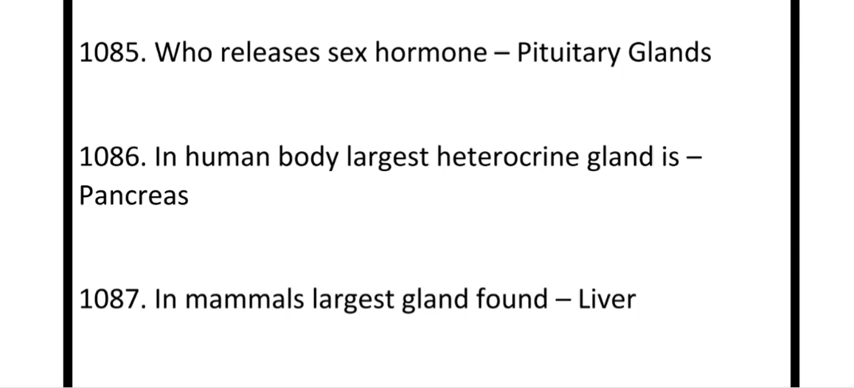 1085. Who releases sex hormone – Pituitary Glands
1086. In human body largest heterocrine gland is –
Pancreas
1087. In mammals largest gland found – Liver